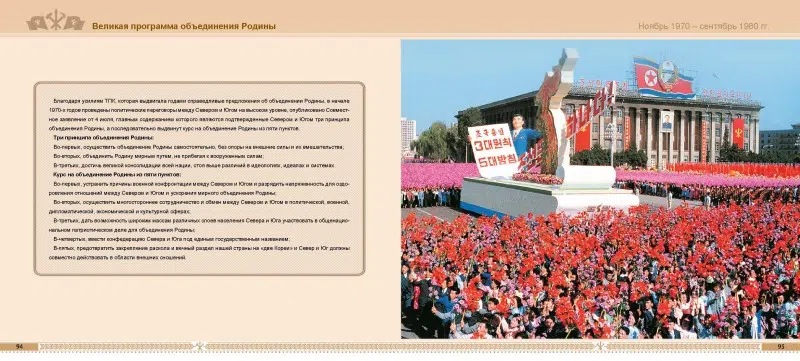 Великая программа объединения Родины
Ноябрь 1970 – сентябрь 1980 гг
Благодаря усилиям ТПК, которая выдвигала годами справедливые предложения об объединении Родины, в начале
1970-х годов проведены политические переговоры между Севером и Югом на высоком уровне, опубликовано Совмест-
ное заявление от 4 июля, главным содержанием которого являются подтвержденные Севером и Югом три принципа
объединения Родины, а последовательно выдвинут курс на объединение Родины из пяти пунктов.
Три принципа объединения Родины:
Во-первых, осуществить объединение Родины самостоятельно, без опоры на внешние силы и их вмешательства;
Во-вторых, объединить Родину мирным путем, не прибегая к вооруженным силам;
В-третьих, достичь великой консолидации всей нации, стоя выше различий в идеологиях, идеалах и системах.
Курс на объединение Родины из пяти пунктов:
Во-первых, устранить причины военной конфронтации между Севером и Югом и разрядить напряженность для оздо-
ровления отношений между Севером и Югом и ускорения мирного объединения Родины;
Во-вторых, осуществить многостороннее сотрудничество и обмен между Севером и Югом в политической, военной,
дипломатической, экономической и культурной сферах;
В-третьих, дать возможность широким массам различных слоев населения Севера и Юга участвовать в общенацио-
нальном патриотическом деле для объединения Родины;
В-четвертых, ввести конфедерацию Севера и Юга под единым государственным названием;
В-пятых, предотвратить закрепление раскола и вечный раздел нашей страны на «две Кореи» и Север и Юг должны
совместно действовать в области внешних сношений.
조국통일
3대원칙
5대방침
94
95